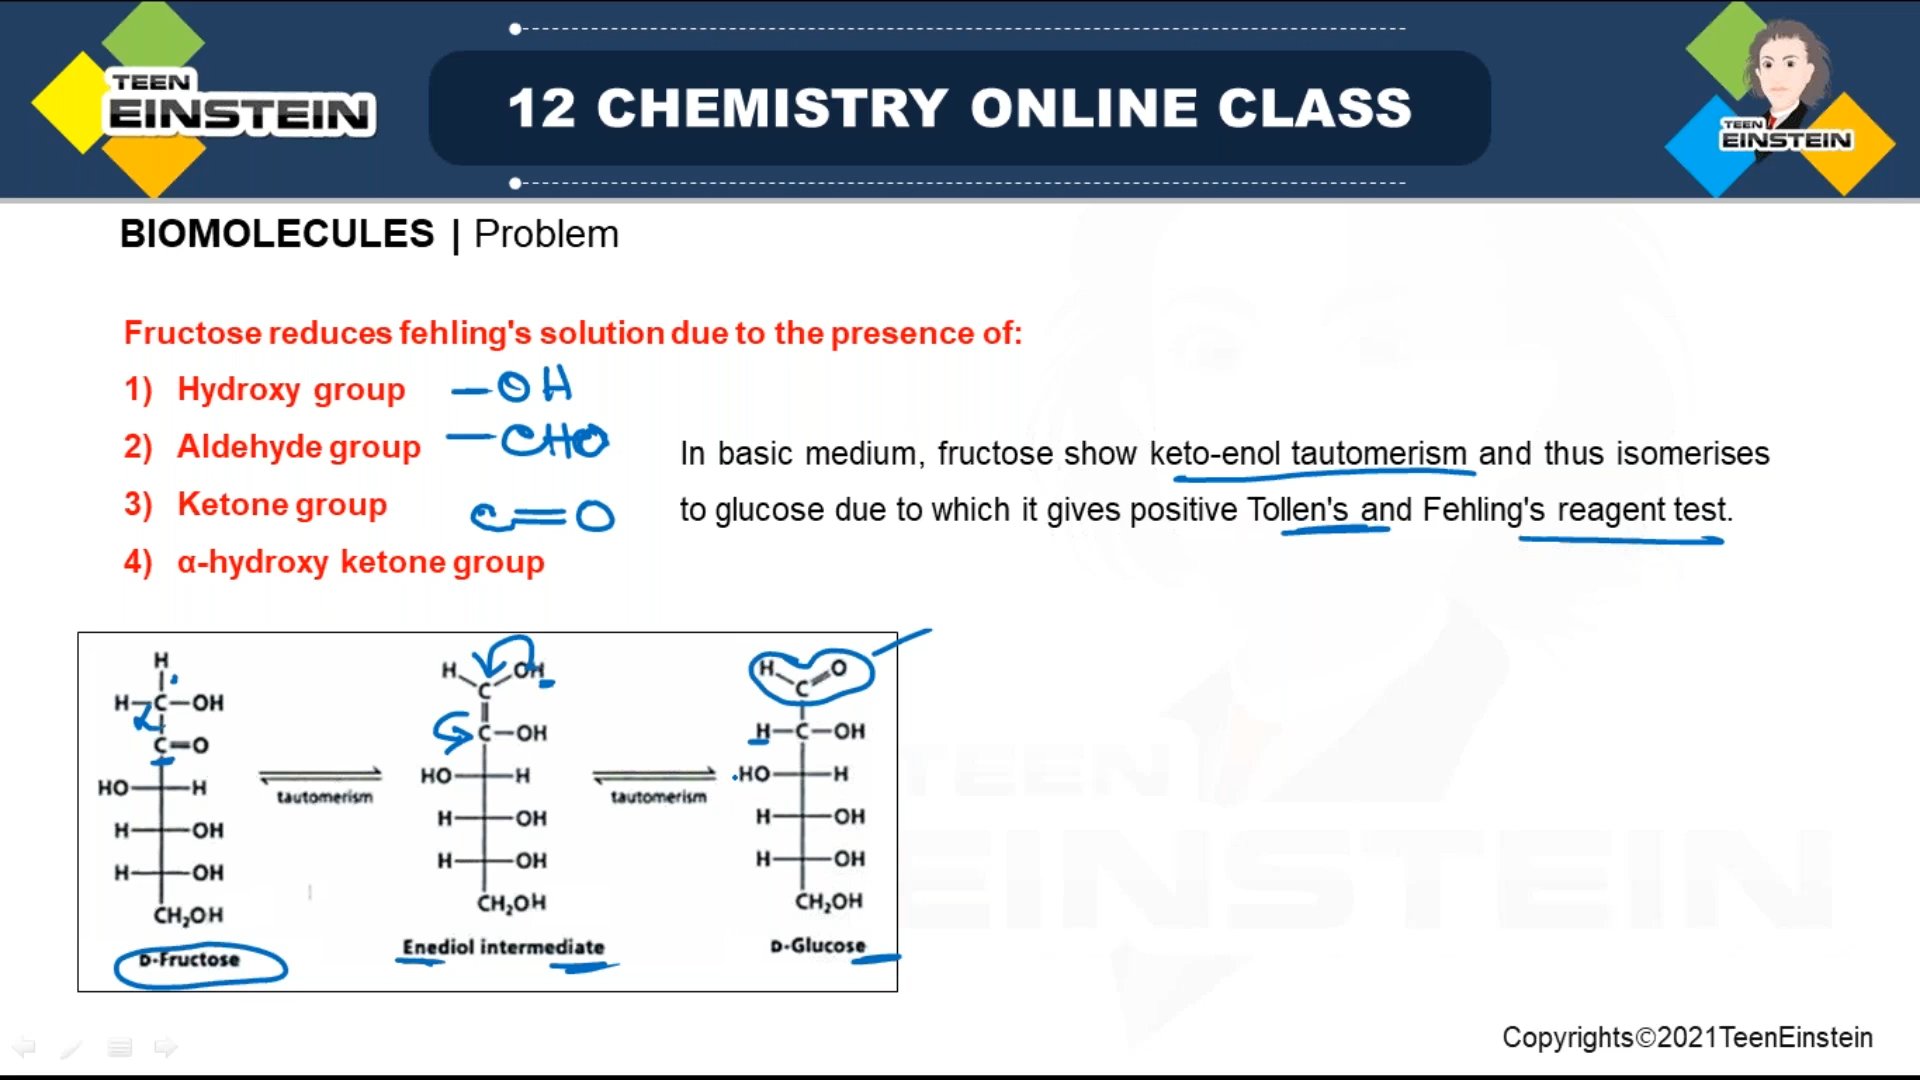 TEEN
EINSTEIN
12 CHEMISTRY ONLINE CLASS
TEEN
EINSTEIN
BIOMOLECULES | Problem
Fructose reduces fehling's solution due to the presence of:
1) Hydroxy group —OH
2) Aldehyde group —CHO
3) Ketone group C=O
4) α-hydroxy ketone group
In basic medium, fructose show keto-enol tautomerism and thus isomerises
to glucose due to which it gives positive Tollen's and Fehling's reagent test.
H
H—C—OH
α
C=O
HO H
H OH
H OH
CH₂OH
D-Fructose
tautomerism
H OH
C
C—OH
HO H
H OH
H OH
CH₂OH
Enediol intermediate
tautomerism
H O
C
H—C—OH
HO H
H OH
H OH
CH₂OH
D-Glucose
TEEN
EINSTEIN
Copyrights©2021TeenEinstein